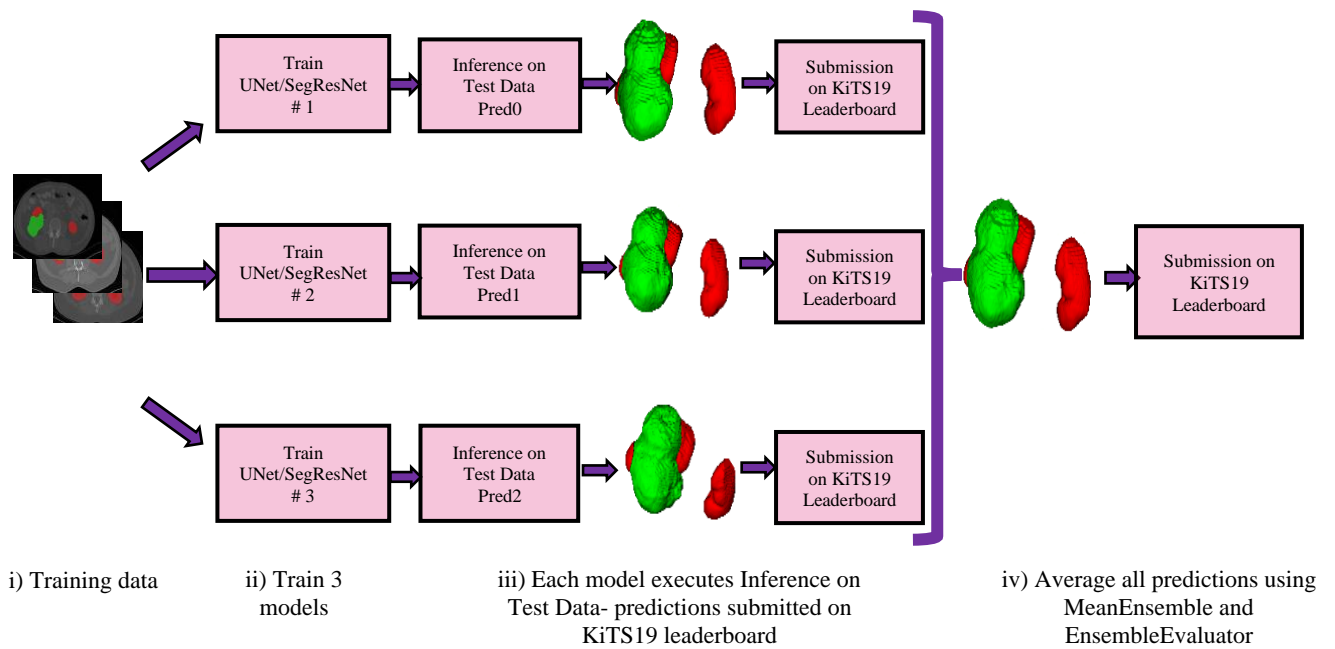 Train
UNet/SegResNet
# 1
Inference on
Test Data
Pred0
Submission
on KiTS19
Leaderboard
Train
UNet/SegResNet
# 2
Inference on
Test Data
Pred1
Submission
on KiTS19
Leaderboard
Submission on
KiTS19
Leaderboard
Train
UNet/SegResNet
# 3
Inference on
Test Data
Pred2
Submission
on KiTS19
Leaderboard
i) Training data
ii) Train 3
models
iii) Each model executes Inference on
Test Data- predictions submitted on
KiTS19 leaderboard
iv) Average all predictions using
MeanEnsemble and
EnsembleEvaluator